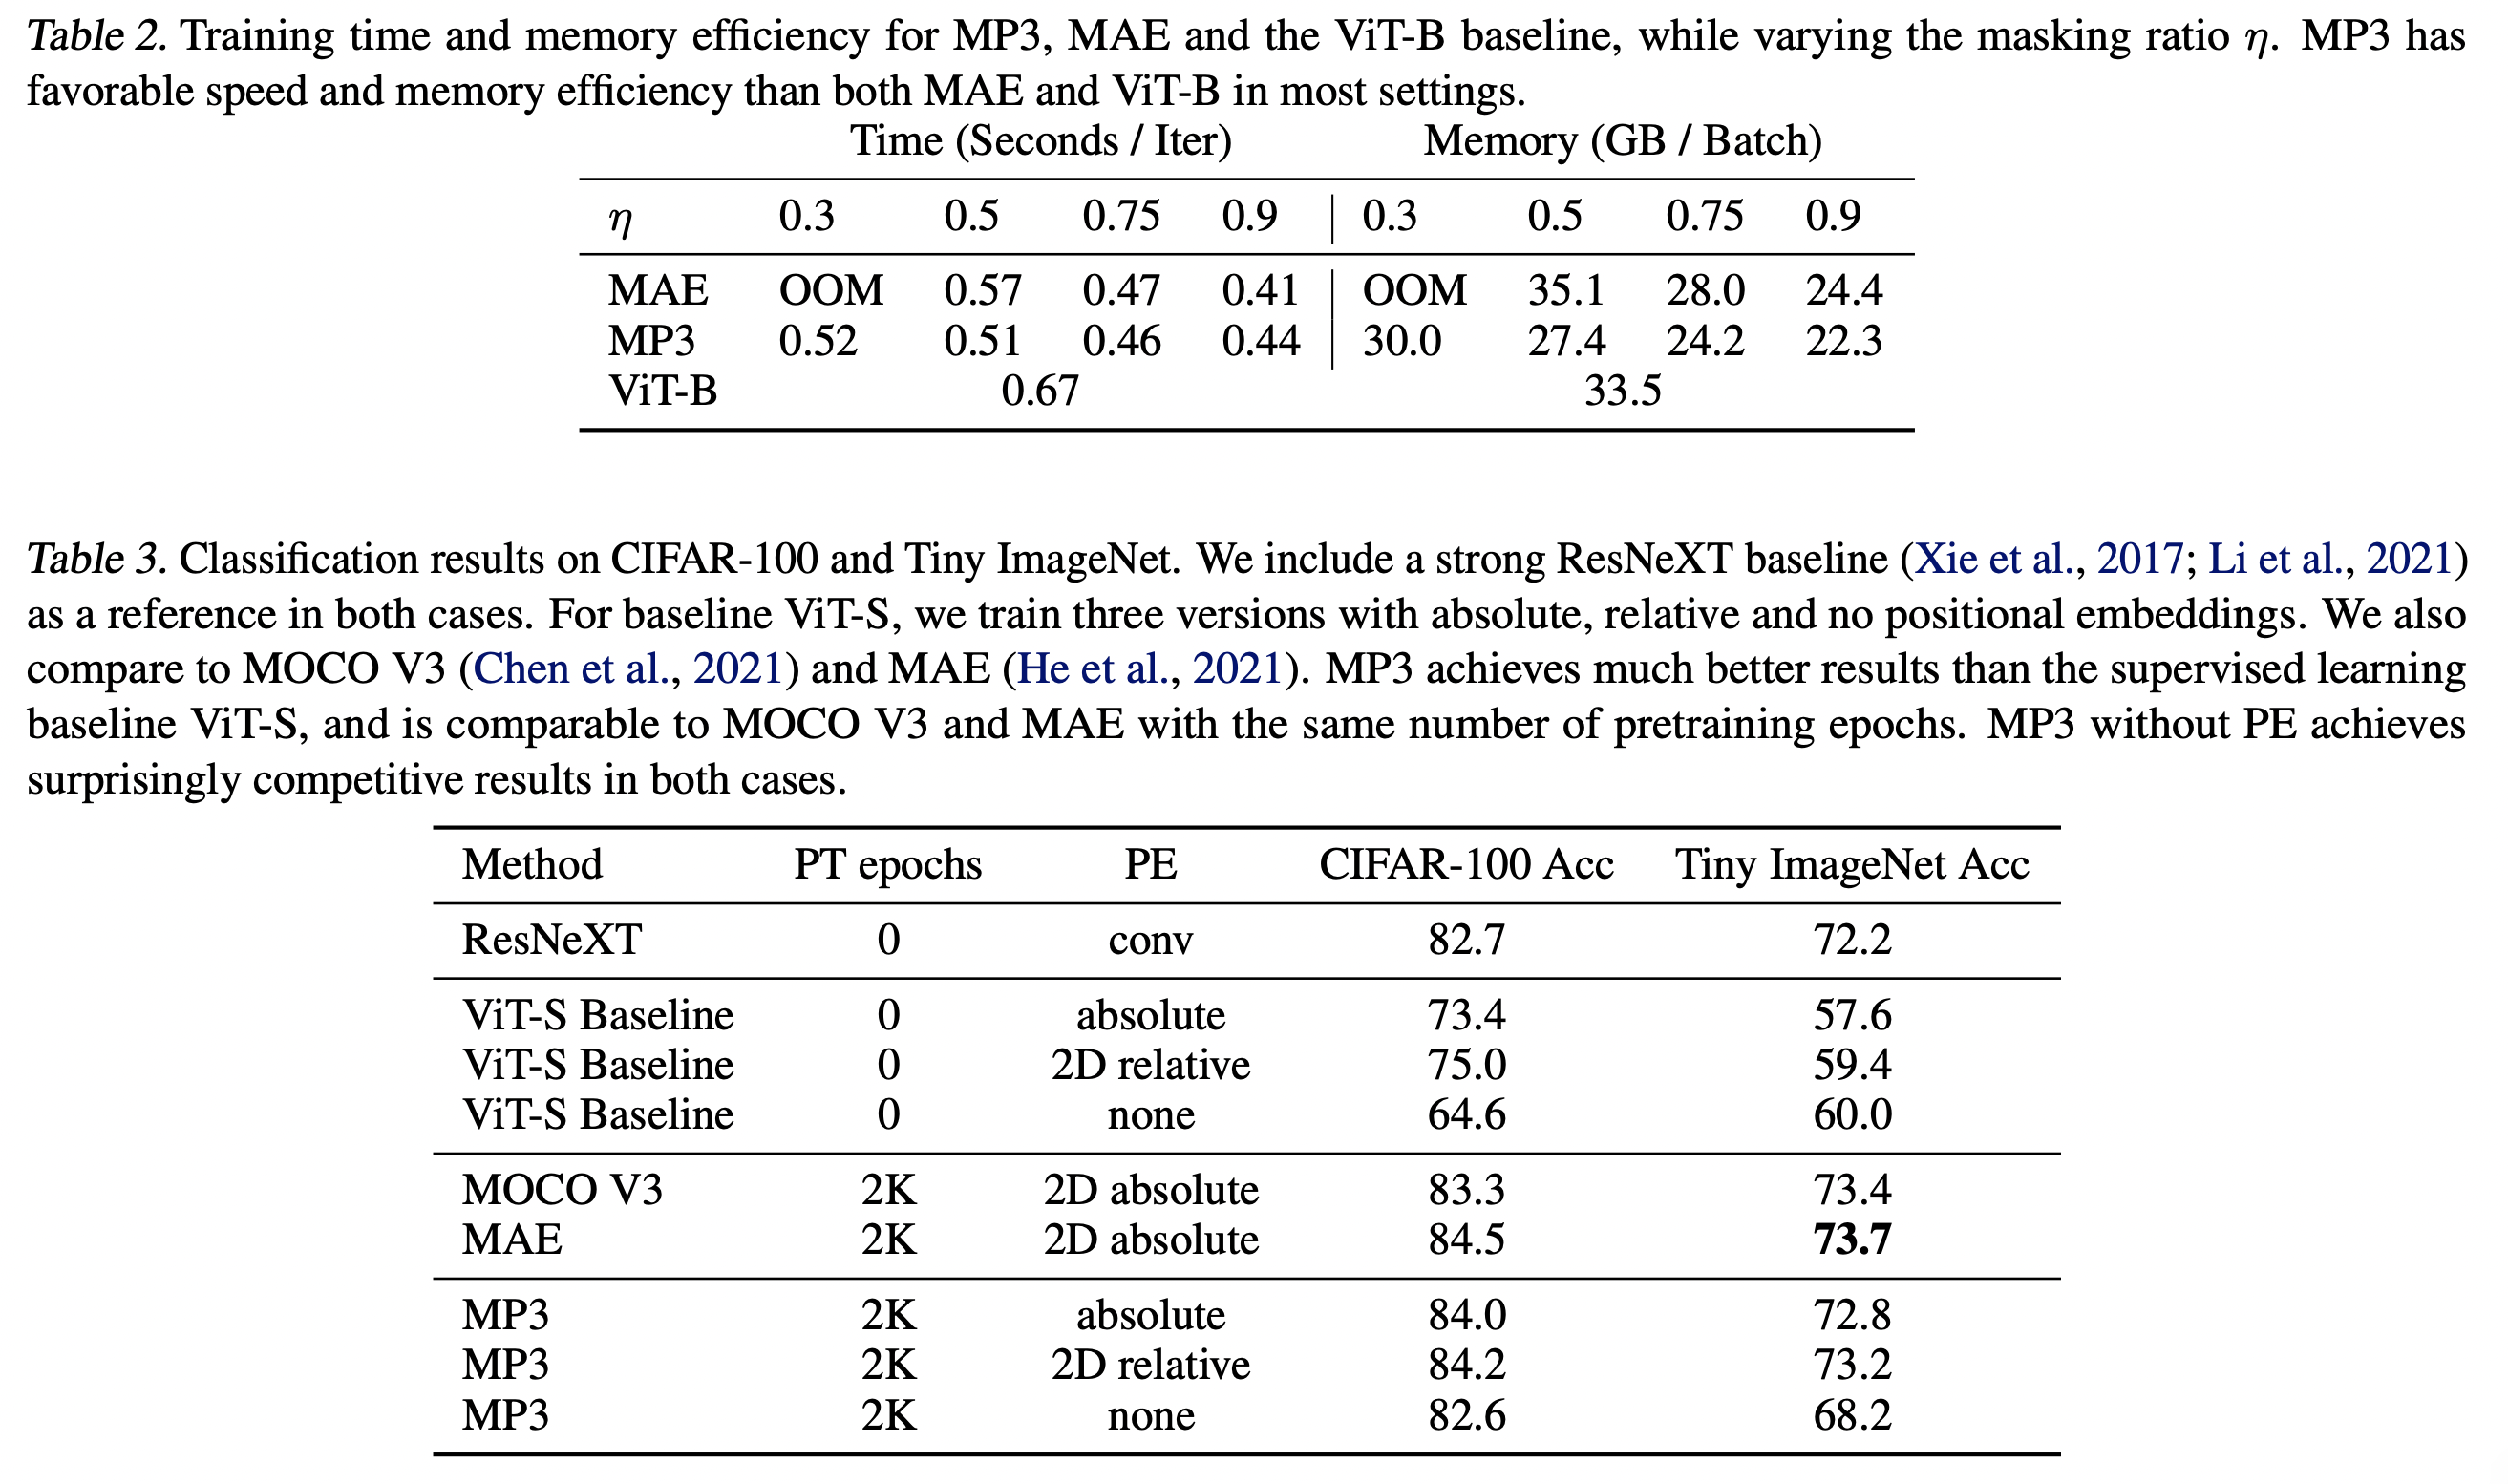 Table 2. Training time and memory efficiency for MP3, MAE and the ViT-B baseline, while varying the masking ratio η. MP3 has
favorable speed and memory efficiency than both MAE and ViT-B in most settings.
Time (Seconds / Iter) Memory (GB / Batch)
η 0.3 0.5 0.75 0.9 0.3 0.5 0.75 0.9
MAE OOM 0.57 0.47 0.41 OOM 35.1 28.0 24.4
MP3 0.52 0.51 0.46 0.44 30.0 27.4 24.2 22.3
ViT-B 0.67 33.5
Table 3. Classification results on CIFAR-100 and Tiny ImageNet. We include a strong ResNeXT baseline (Xie et al., 2017; Li et al., 2021)
as a reference in both cases. For baseline ViT-S, we train three versions with absolute, relative and no positional embeddings. We also
compare to MOCO V3 (Chen et al., 2021) and MAE (He et al., 2021). MP3 achieves much better results than the supervised learning
baseline ViT-S, and is comparable to MOCO V3 and MAE with the same number of pretraining epochs. MP3 without PE achieves
surprisingly competitive results in both cases.
Method PT epochs PE CIFAR-100 Acc Tiny ImageNet Acc
ResNeXT 0 conv 82.7 72.2
ViT-S Baseline 0 absolute 73.4 57.6
ViT-S Baseline 0 2D relative 75.0 59.4
ViT-S Baseline 0 none 64.6 60.0
MOCO V3 2K 2D absolute 83.3 73.4
MAE 2K 2D absolute 84.5 73.7
MP3 2K absolute 84.0 72.8
MP3 2K 2D relative 84.2 73.2
MP3 2K none 82.6 68.2